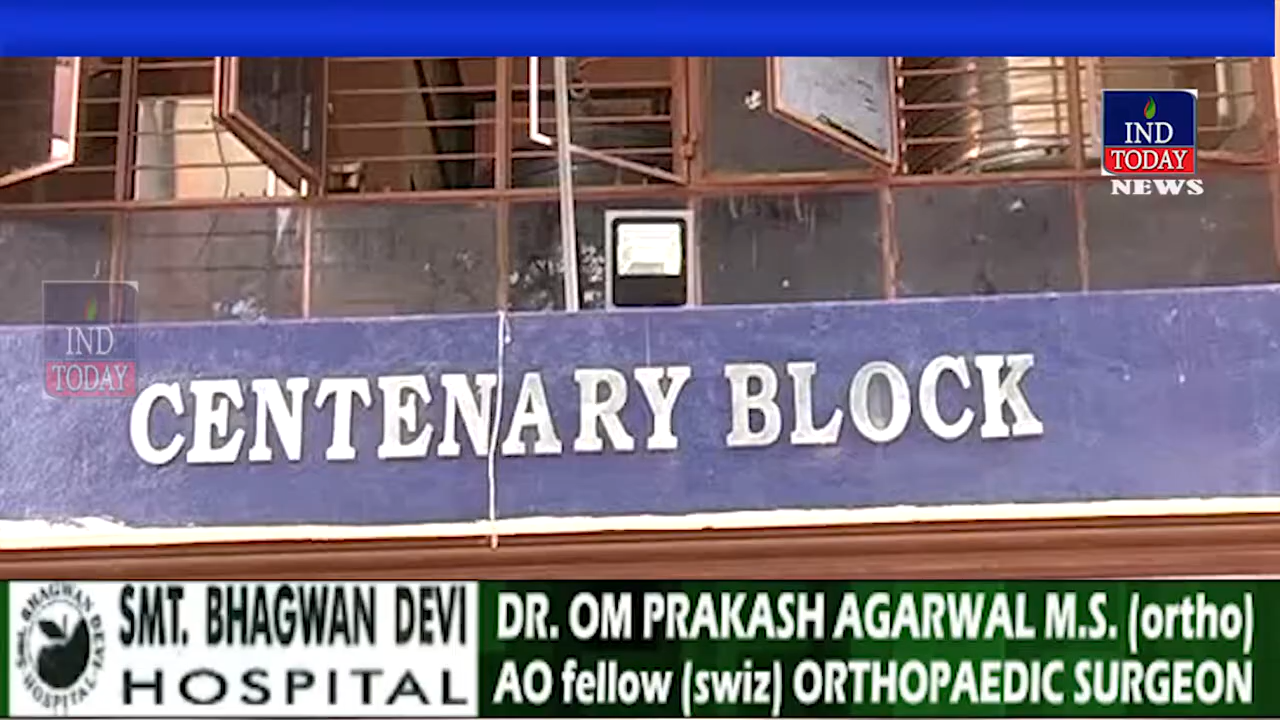 IND
TODAY
NEWS
IND
TODAY
CENTENARY BLOCK
SMT. BHAGWAN DEVI
HOSPITAL
DR. OM PRAKASH AGARWAL M.S. (ortho)
AO fellow (swiz) ORTHOPAEDIC SURGEON